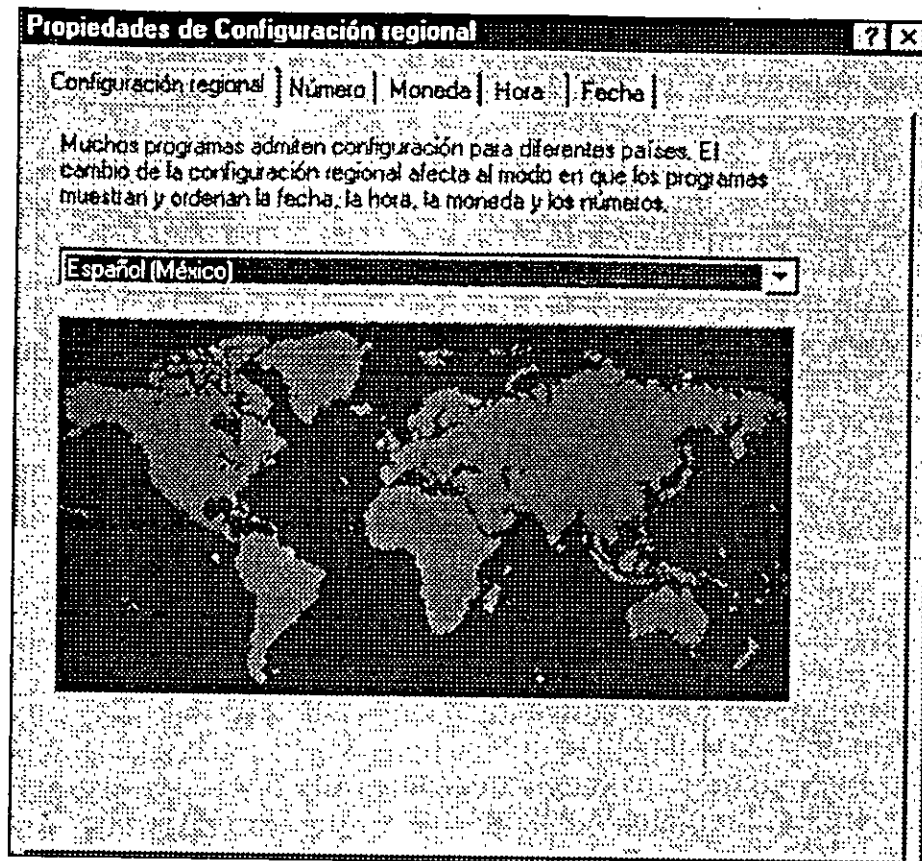 Propiedades de Configuración regional ? ×
Configuración regional Número Moneda Hora Fecha
Muchos programas admiten configuración para diferentes países. El
cambio de la configuración regional afecta al modo en que los programas
muestran y ordenan la fecha, la hora, la moneda y los números.
Español (México)